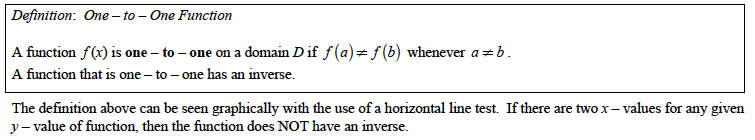 Definition: One – to – One Function
A function f(x) is one – to – one on a domain D if f(a) ≠ f(b) whenever a ≠ b.
A function that is one – to – one has an inverse.
The definition above can be seen graphically with the use of a horizontal line test. If there are two x – values for any given
y – value of function, then the function does NOT have an inverse.